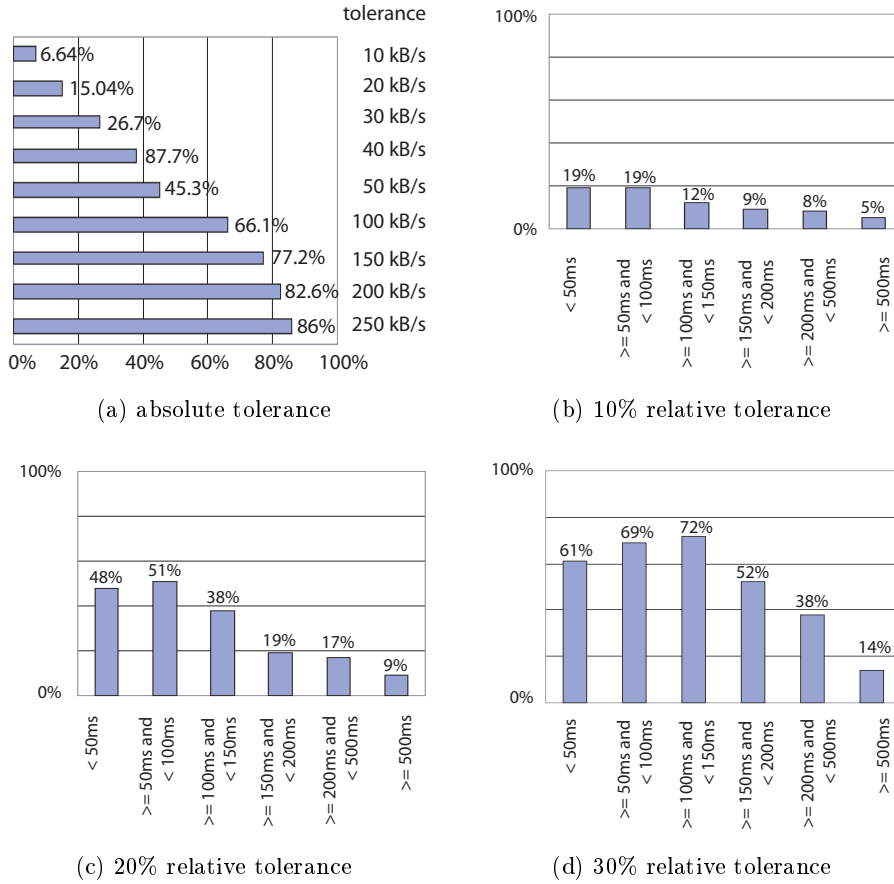 tolerance
6.64% 10 kB/s
15.04% 20 kB/s
26.7% 30 kB/s
87.7% 40 kB/s
45.3% 50 kB/s
66.1% 100 kB/s
77.2% 150 kB/s
82.6% 200 kB/s
86% 250 kB/s
0% 20% 40% 60% 80% 100%
(a) absolute tolerance
100%
19% 19% 12% 9% 8% 5%
0%
< 50ms
>= 50ms and
< 100ms
>= 100ms and
< 150ms
>= 150ms and
< 200ms
>= 200ms and
< 500ms
>= 500ms
(b) 10% relative tolerance
100%
48% 51% 38% 19% 17% 9%
0%
< 50ms
>= 50ms and
< 100ms
>= 100ms and
< 150ms
>= 150ms and
< 200ms
>= 200ms and
< 500ms
>= 500ms
(c) 20% relative tolerance
100%
61% 69% 72% 52% 38% 14%
0%
< 50ms
>= 50ms and
< 100ms
>= 100ms and
< 150ms
>= 150ms and
< 200ms
>= 200ms and
< 500ms
>= 500ms
(d) 30% relative tolerance